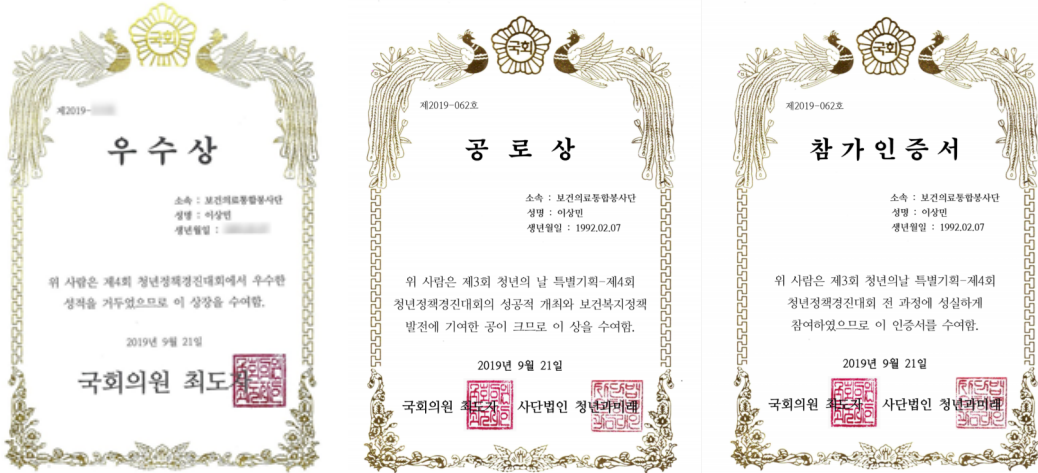 국회
제2019-
우수상
소속 : 보건의료통합봉사단
성명 : 이상민
생년월일 :
위 사람은 제4회 청년정책경진대회에서 우수한
성적을 거두었으므로 이 상장을 수여함.
2019년 9월 21일
국회의원 최도자
국회
제2019-062호
공로상
소속 : 보건의료통합봉사단
성명 : 이상민
생년월일 : 1992.02.07
위 사람은 제3회 청년의 날 특별기획-제4회
청년정책경진대회의 성공적 개최와 보건복지정책
발전에 기여한 공이 크므로 이 상을 수여함.
2019년 9월 21일
국회의원 최도자 사단법인 청년과미래
국회
제2019-062호
참가인증서
소속 : 보건의료통합봉사단
성명 : 이상민
생년월일 : 1992.02.07
위 사람은 제3회 청년의날 특별기획-제4회
청년정책경진대회 전 과정에 성실하게
참여하였으므로 이 인증서를 수여함.
2019년 9월 21일
국회의원 최도자 사단법인 청년과미래